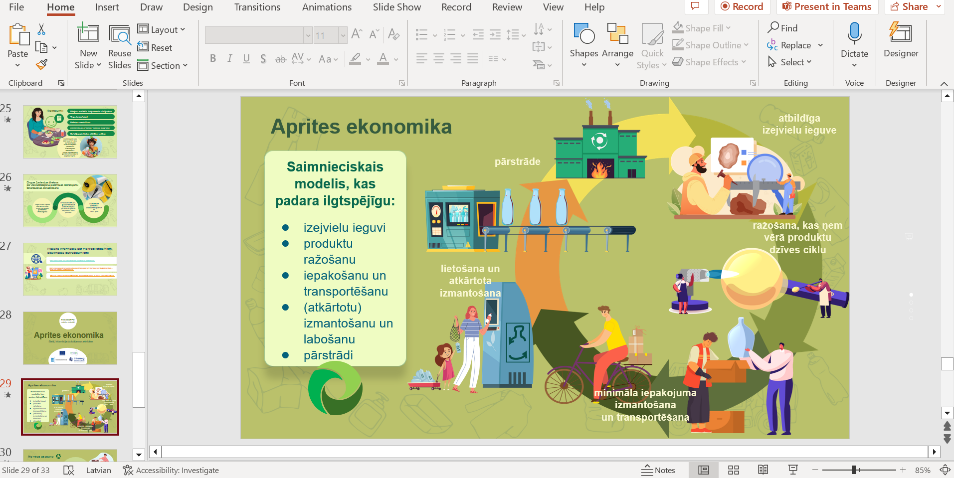 File Home Insert Draw Design Transitions Animations Slide Show Record Review View Help Record Present in Teams Share
Paste
New
Slide
Reuse
Slides
Layout
Reset
Section
11
B I U S ab AV Aa A
Shapes
Arrange
Quick
Styles
Shape Fill
Shape Outline
Shape Effects
Find
Replace
Select
Dictate
Designer
Clipboard Slides Font Paragraph Drawing Editing Voice Designer
25
26
27
28
Aprites ekonomika
29
30
Aprites ekonomika
Saimnieciskais
modelis, kas
padara ilgtspējīgu:
● izejvielu ieguvi
● produktu
ražošanu
● iepakošanu un
transportēšanu
● (atkārtotu)
izmantošanu un
labošanu
● pārstrādi
pārstrāde
atbildīga
izejvielu ieguve
ražošana, kas ņem
vērā produktu
dzīves ciklu
lietošana un
atkārtota
izmantošana
minimāla iepakojuma
izmantošana
un transportēšana
Slide 29 of 33 Latvian Accessibility: Investigate Notes 85%